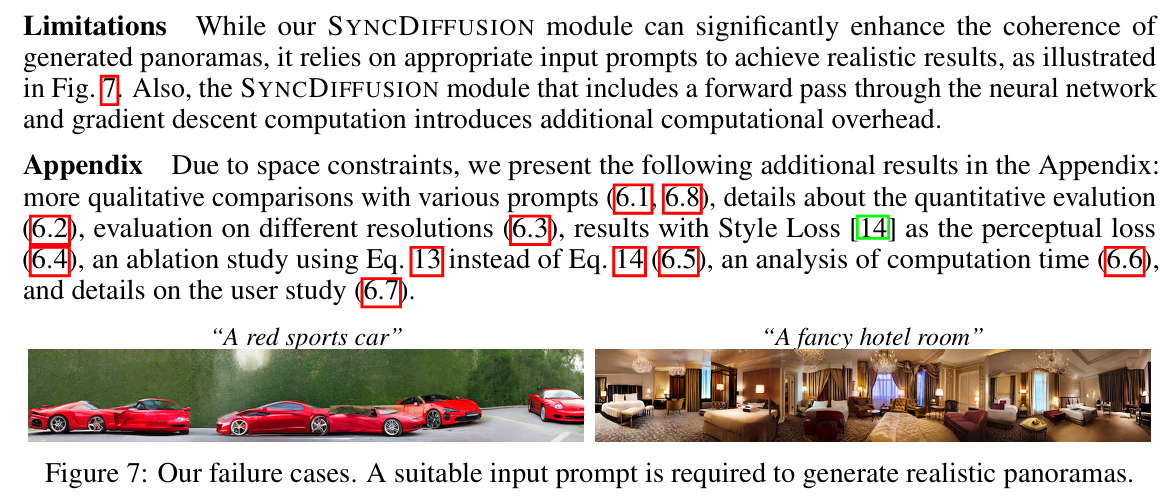 Limitations While our SYNCDIFFUSION module can significantly enhance the coherence of
generated panoramas, it relies on appropriate input prompts to achieve realistic results, as illustrated
in Fig. 7. Also, the SYNCDIFFUSION module that includes a forward pass through the neural network
and gradient descent computation introduces additional computational overhead.
Appendix Due to space constraints, we present the following additional results in the Appendix:
more qualitative comparisons with various prompts (6.1, 6.8), details about the quantitative evalution
(6.2), evaluation on different resolutions (6.3), results with Style Loss [14] as the perceptual loss
(6.4), an ablation study using Eq. 13 instead of Eq. 14 (6.5), an analysis of computation time (6.6),
and details on the user study (6.7).
“A red sports car”
“A fancy hotel room”
Figure 7: Our failure cases. A suitable input prompt is required to generate realistic panoramas.